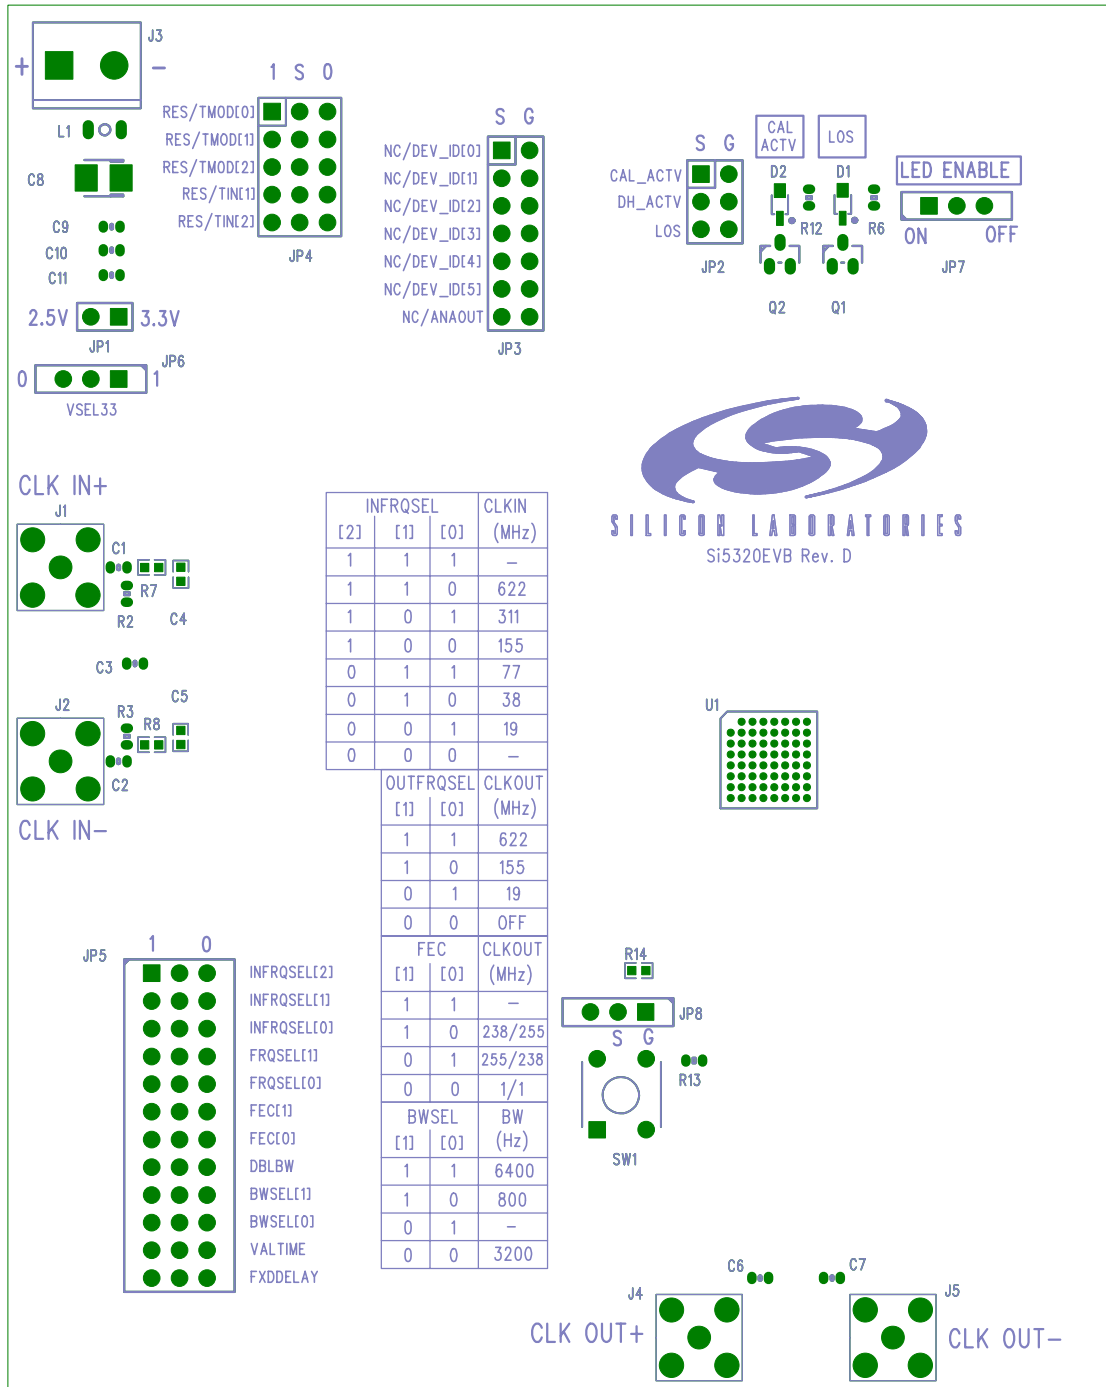 J3
+ -
L1
C8
C9
C10
C11
2.5V 3.3V
JP1
JP6
0 1
VSEL33
1 S 0
RES/TMOD[0]
RES/TMOD[1]
RES/TMOD[2]
RES/TIN[1]
RES/TIN[2]
JP4
S G
NC/DEV_ID[0]
NC/DEV_ID[1]
NC/DEV_ID[2]
NC/DEV_ID[3]
NC/DEV_ID[4]
NC/DEV_ID[5]
NC/ANAOUT
JP3
S G
CAL_ACTV
DH_ACTV
LOS
JP2
CAL
ACTV
LOS
D2 D1
R12 R6
Q2 Q1
LED ENABLE
ON OFF
JP7
SILICON LABORATORIES
Si5320EVB Rev. D
CLK IN+
J1
C1
R7
R2
C4
C3
C5
J2
R3
R8
C2
CLK IN-
INFRQSEL CLKIN
[2] [1] [0] (MHz)
1 1 1 -
1 1 0 622
1 0 1 311
1 0 0 155
0 1 1 77
0 1 0 38
0 0 1 19
0 0 0 -
OUTFRQSEL CLKOUT
[1] [0] (MHz)
1 1 622
1 0 155
0 1 19
0 0 OFF
FEC CLKOUT
[1] [0] (MHz)
1 1 -
1 0 238/255
0 1 255/238
0 0 1/1
BWSEL BW
[1] [0] (Hz)
1 1 6400
1 0 800
0 1 -
0 0 3200
U1
JP5
1 0
INFRQSEL[2]
INFRQSEL[1]
INFRQSEL[0]
FRQSEL[1]
FRQSEL[0]
FEC[1]
FEC[0]
DBLBW
BWSEL[1]
BWSEL[0]
VALTIME
FXDDELAY
R14
JP8
S G
R13
SW1
C6 C7
J4 J5
CLK OUT+
CLK OUT-